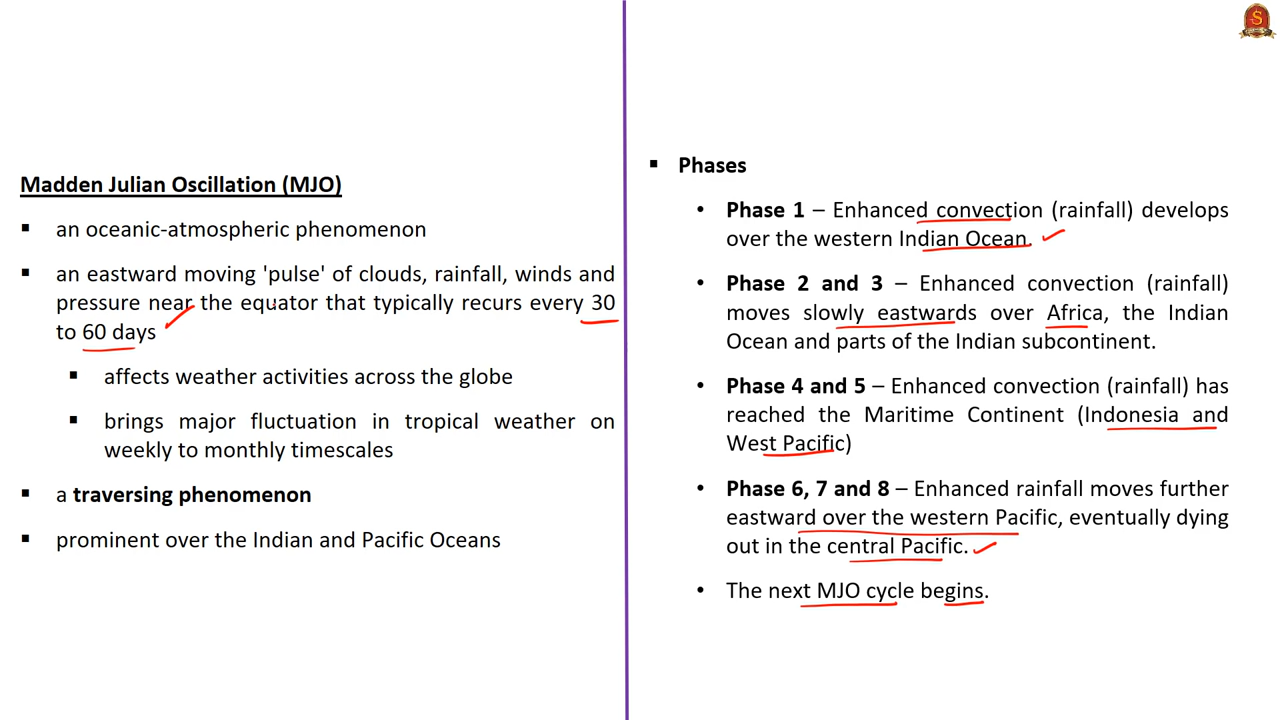 Madden Julian Oscillation (MJO)
▪ an oceanic-atmospheric phenomenon
▪ an eastward moving 'pulse' of clouds, rainfall, winds and
pressure near the equator that typically recurs every 30
to 60 days
▪ affects weather activities across the globe
▪ brings major fluctuation in tropical weather on
weekly to monthly timescales
▪ a traversing phenomenon
▪ prominent over the Indian and Pacific Oceans
▪ Phases
• Phase 1 – Enhanced convection (rainfall) develops
over the western Indian Ocean.
• Phase 2 and 3 – Enhanced convection (rainfall)
moves slowly eastwards over Africa, the Indian
Ocean and parts of the Indian subcontinent.
• Phase 4 and 5 – Enhanced convection (rainfall) has
reached the Maritime Continent (Indonesia and
West Pacific)
• Phase 6, 7 and 8 – Enhanced rainfall moves further
eastward over the western Pacific, eventually dying
out in the central Pacific.
• The next MJO cycle begins.
S